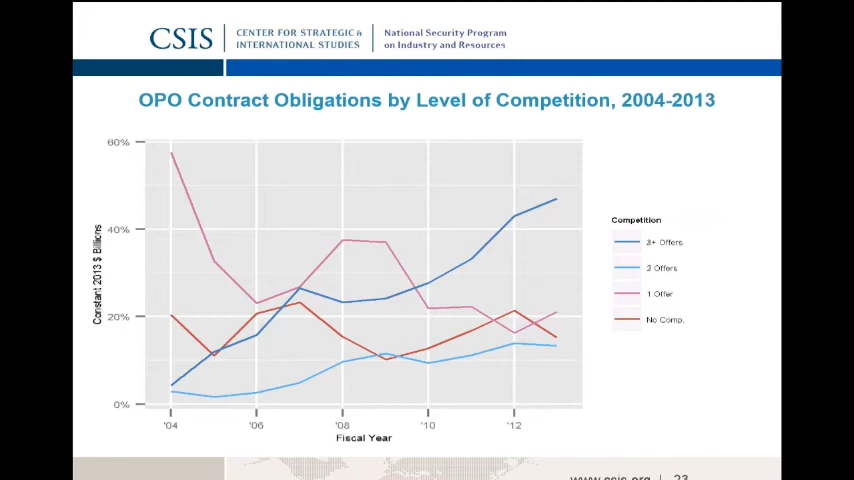 CSIS
CENTER FOR STRATEGIC &
INTERNATIONAL STUDIES
National Security Program
on Industry and Resources
OPO Contract Obligations by Level of Competition, 2004-2013
60%
40%
20%
0%
Constant 2013 $ Billions
'04
'06
'08
'10
'12
Fiscal Year
Competition
3+ Offers
2 Offers
1 Offer
No Comp.
www.csis.org | 23